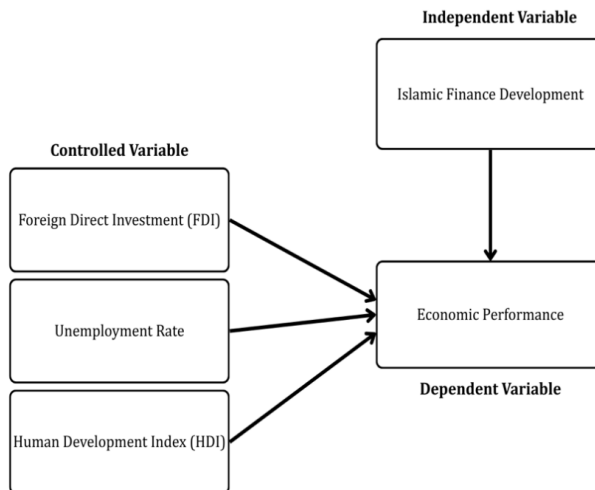 Independent Variable
Islamic Finance Development
Controlled Variable
Foreign Direct Investment (FDI)
Unemployment Rate
Economic Performance
Dependent Variable
Human Development Index (HDI)